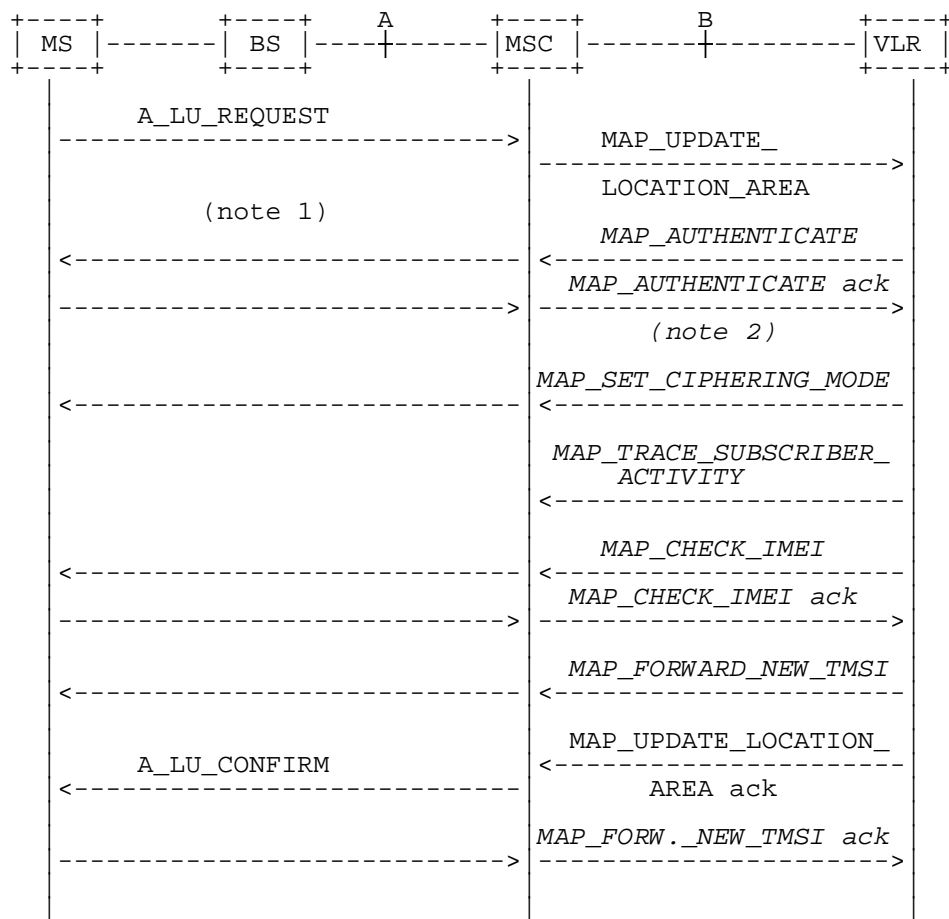 A B
MS BS MSC VLR
A_LU_REQUEST
MAP_UPDATE_
LOCATION_AREA
(note 1)
MAP_AUTHENTICATE
MAP_AUTHENTICATE ack
(note 2)
MAP_SET_CIPHERING_MODE
MAP_TRACE_SUBSCRIBER_
ACTIVITY
MAP_CHECK_IMEI
MAP_CHECK_IMEI ack
MAP_FORWARD_NEW_TMSI
MAP_UPDATE_LOCATION_
A_LU_CONFIRM
AREA ack
MAP_FORW._NEW_TMSI ack